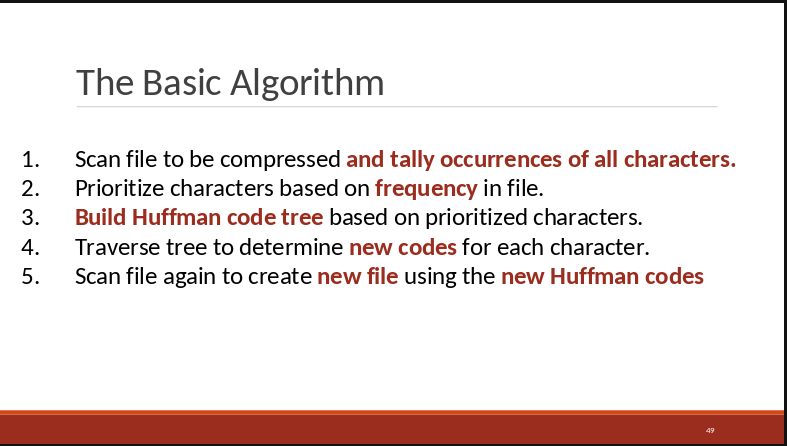 The Basic Algorithm
1. Scan file to be compressed and tally occurrences of all characters.
2. Prioritize characters based on frequency in file.
3. Build Huffman code tree based on prioritized characters.
4. Traverse tree to determine new codes for each character.
5. Scan file again to create new file using the new Huffman codes
49